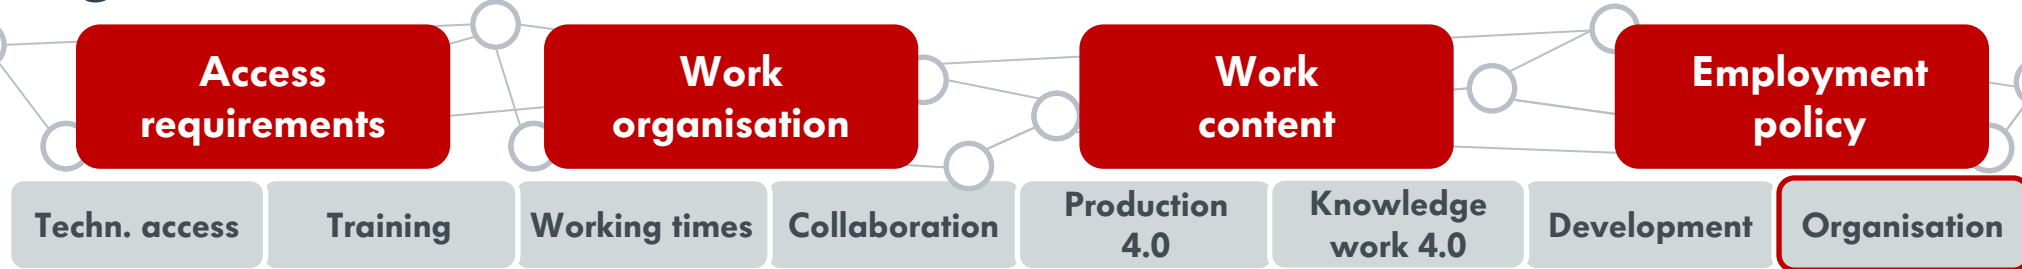 Access
requirements
Work
organisation
Work
content
Employment
policy
Techn. access
Training
Working times
Collaboration
Production
4.0
Knowledge
work 4.0
Development
Organisation